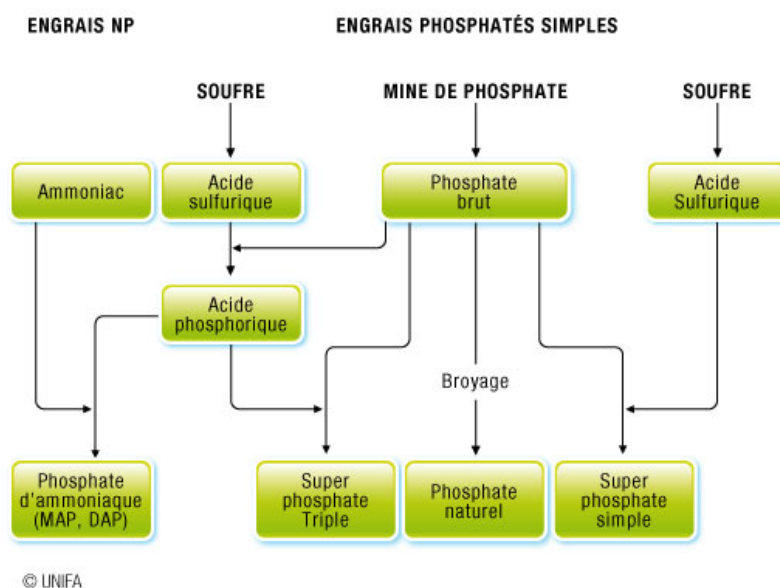 ENGRAIS NP
ENGRAIS PHOSPHATÉS SIMPLES
SOUFRE
MINE DE PHOSPHATE
SOUFRE
Ammoniac
Acide
sulfurique
Phosphate
brut
Acide
Sulfurique
Acide
phosphorique
Broyage
Phosphate
d'ammoniaque
(MAP, DAP)
Super
phosphate
Triple
Phosphate
naturel
Super
phosphate
simple
© UNIFA